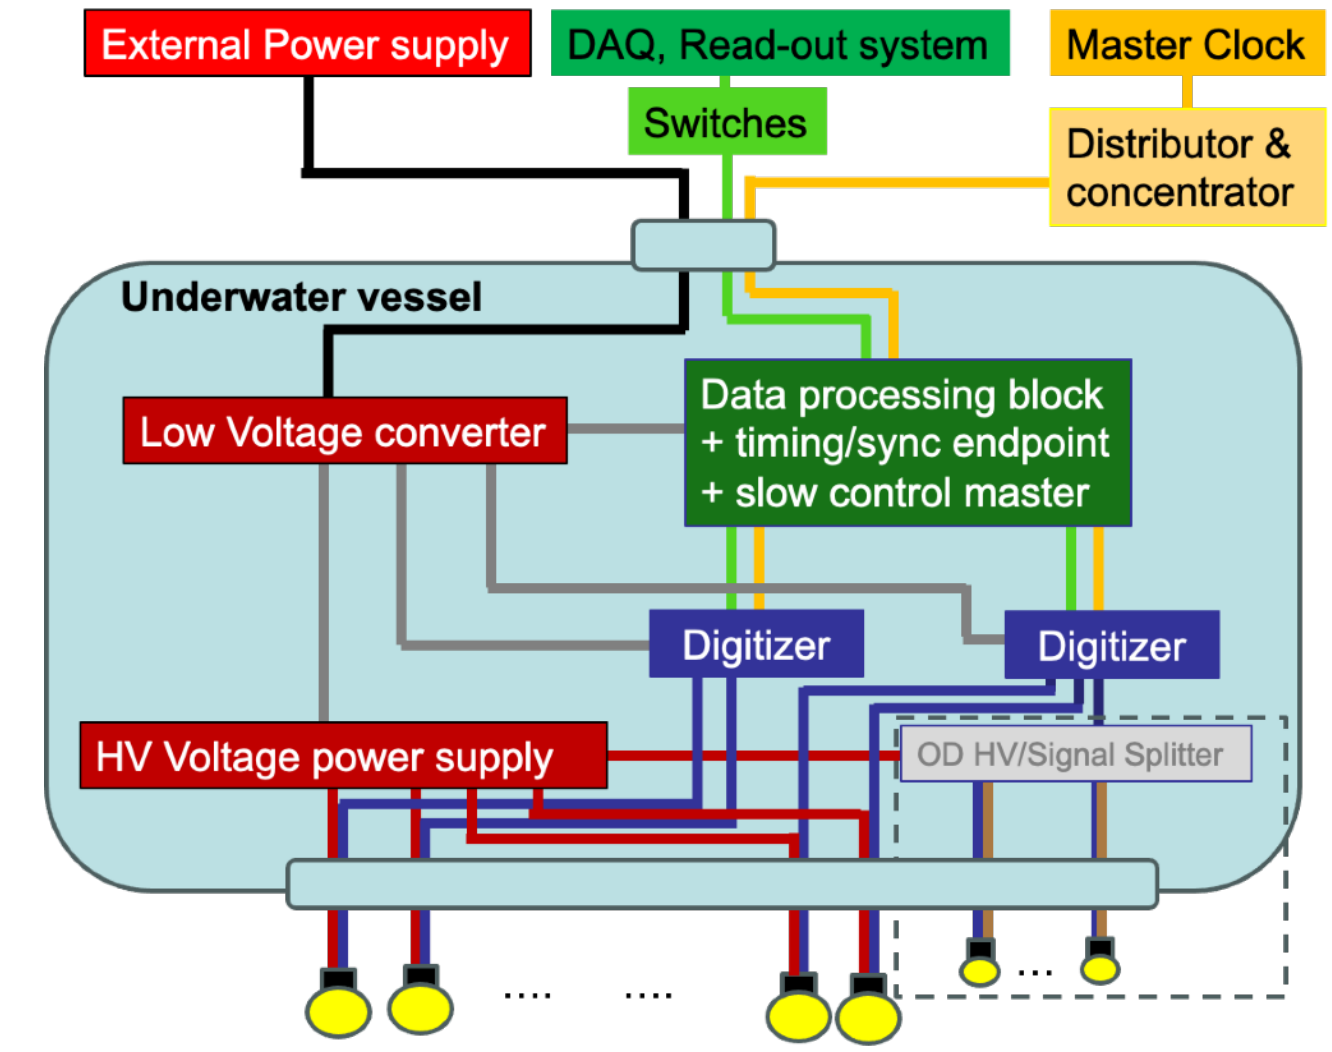 External Power supply
DAQ, Read-out system
Master Clock
Switches
Distributor &
concentrator
Underwater vessel
Data processing block
+ timing/sync endpoint
+ slow control master
Low Voltage converter
Digitizer
Digitizer
HV Voltage power supply
OD HV/Signal Splitter
...
....
....